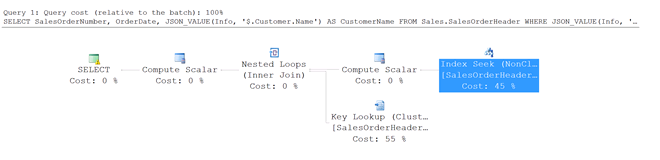 Query 1: Query cost (relative to the batch): 100%
SELECT SalesOrderNumber, OrderDate, JSON_VALUE(Info, '$.Customer.Name') AS CustomerName FROM Sales.SalesOrderHeader WHERE JSON_VALUE(Info, '…
SELECT
Cost: 0 %
Compute Scalar
Cost: 0 %
Nested Loops
(Inner Join)
Cost: 0 %
Compute Scalar
Cost: 0 %
Index Seek (NonCl…
[SalesOrderHeader…
Cost: 45 %
Key Lookup (Clust…
[SalesOrderHeader…
Cost: 55 %